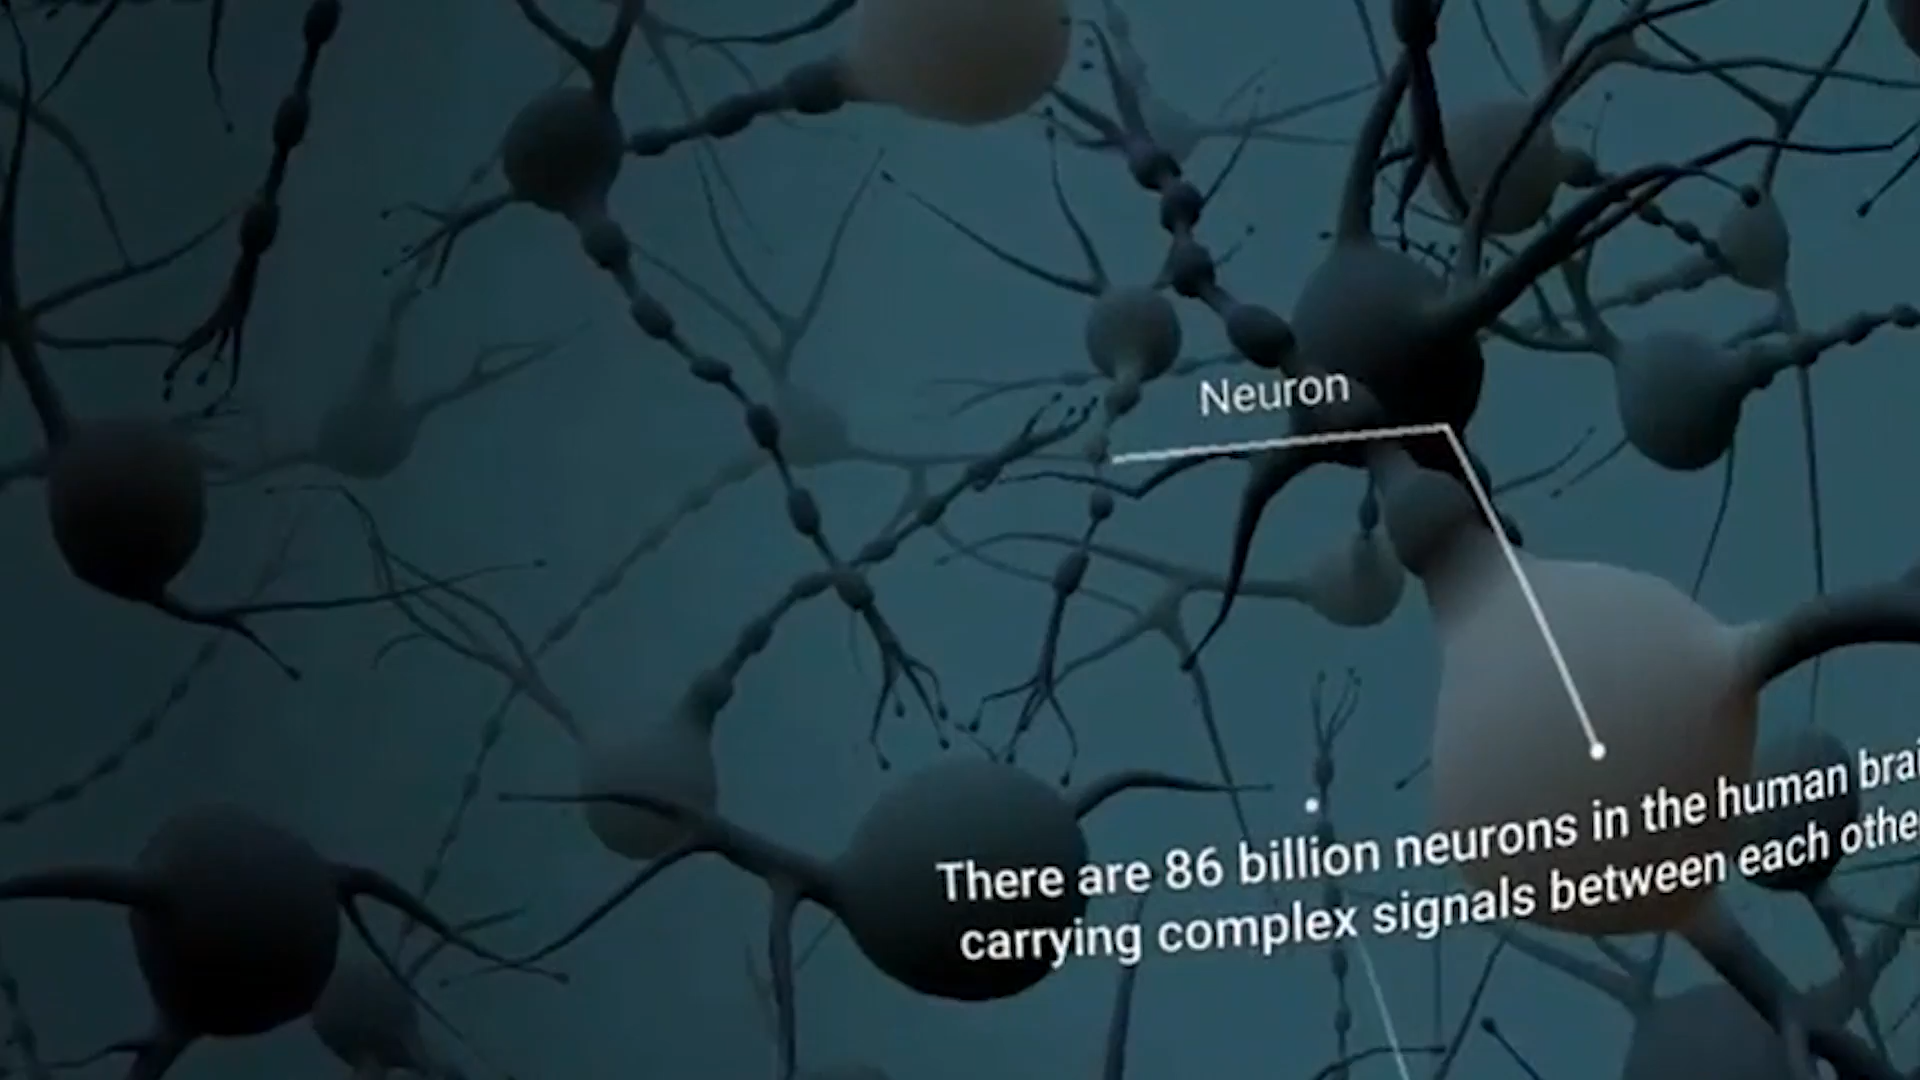 Neuron
There are 86 billion neurons in the human brai
carrying complex signals between each othe